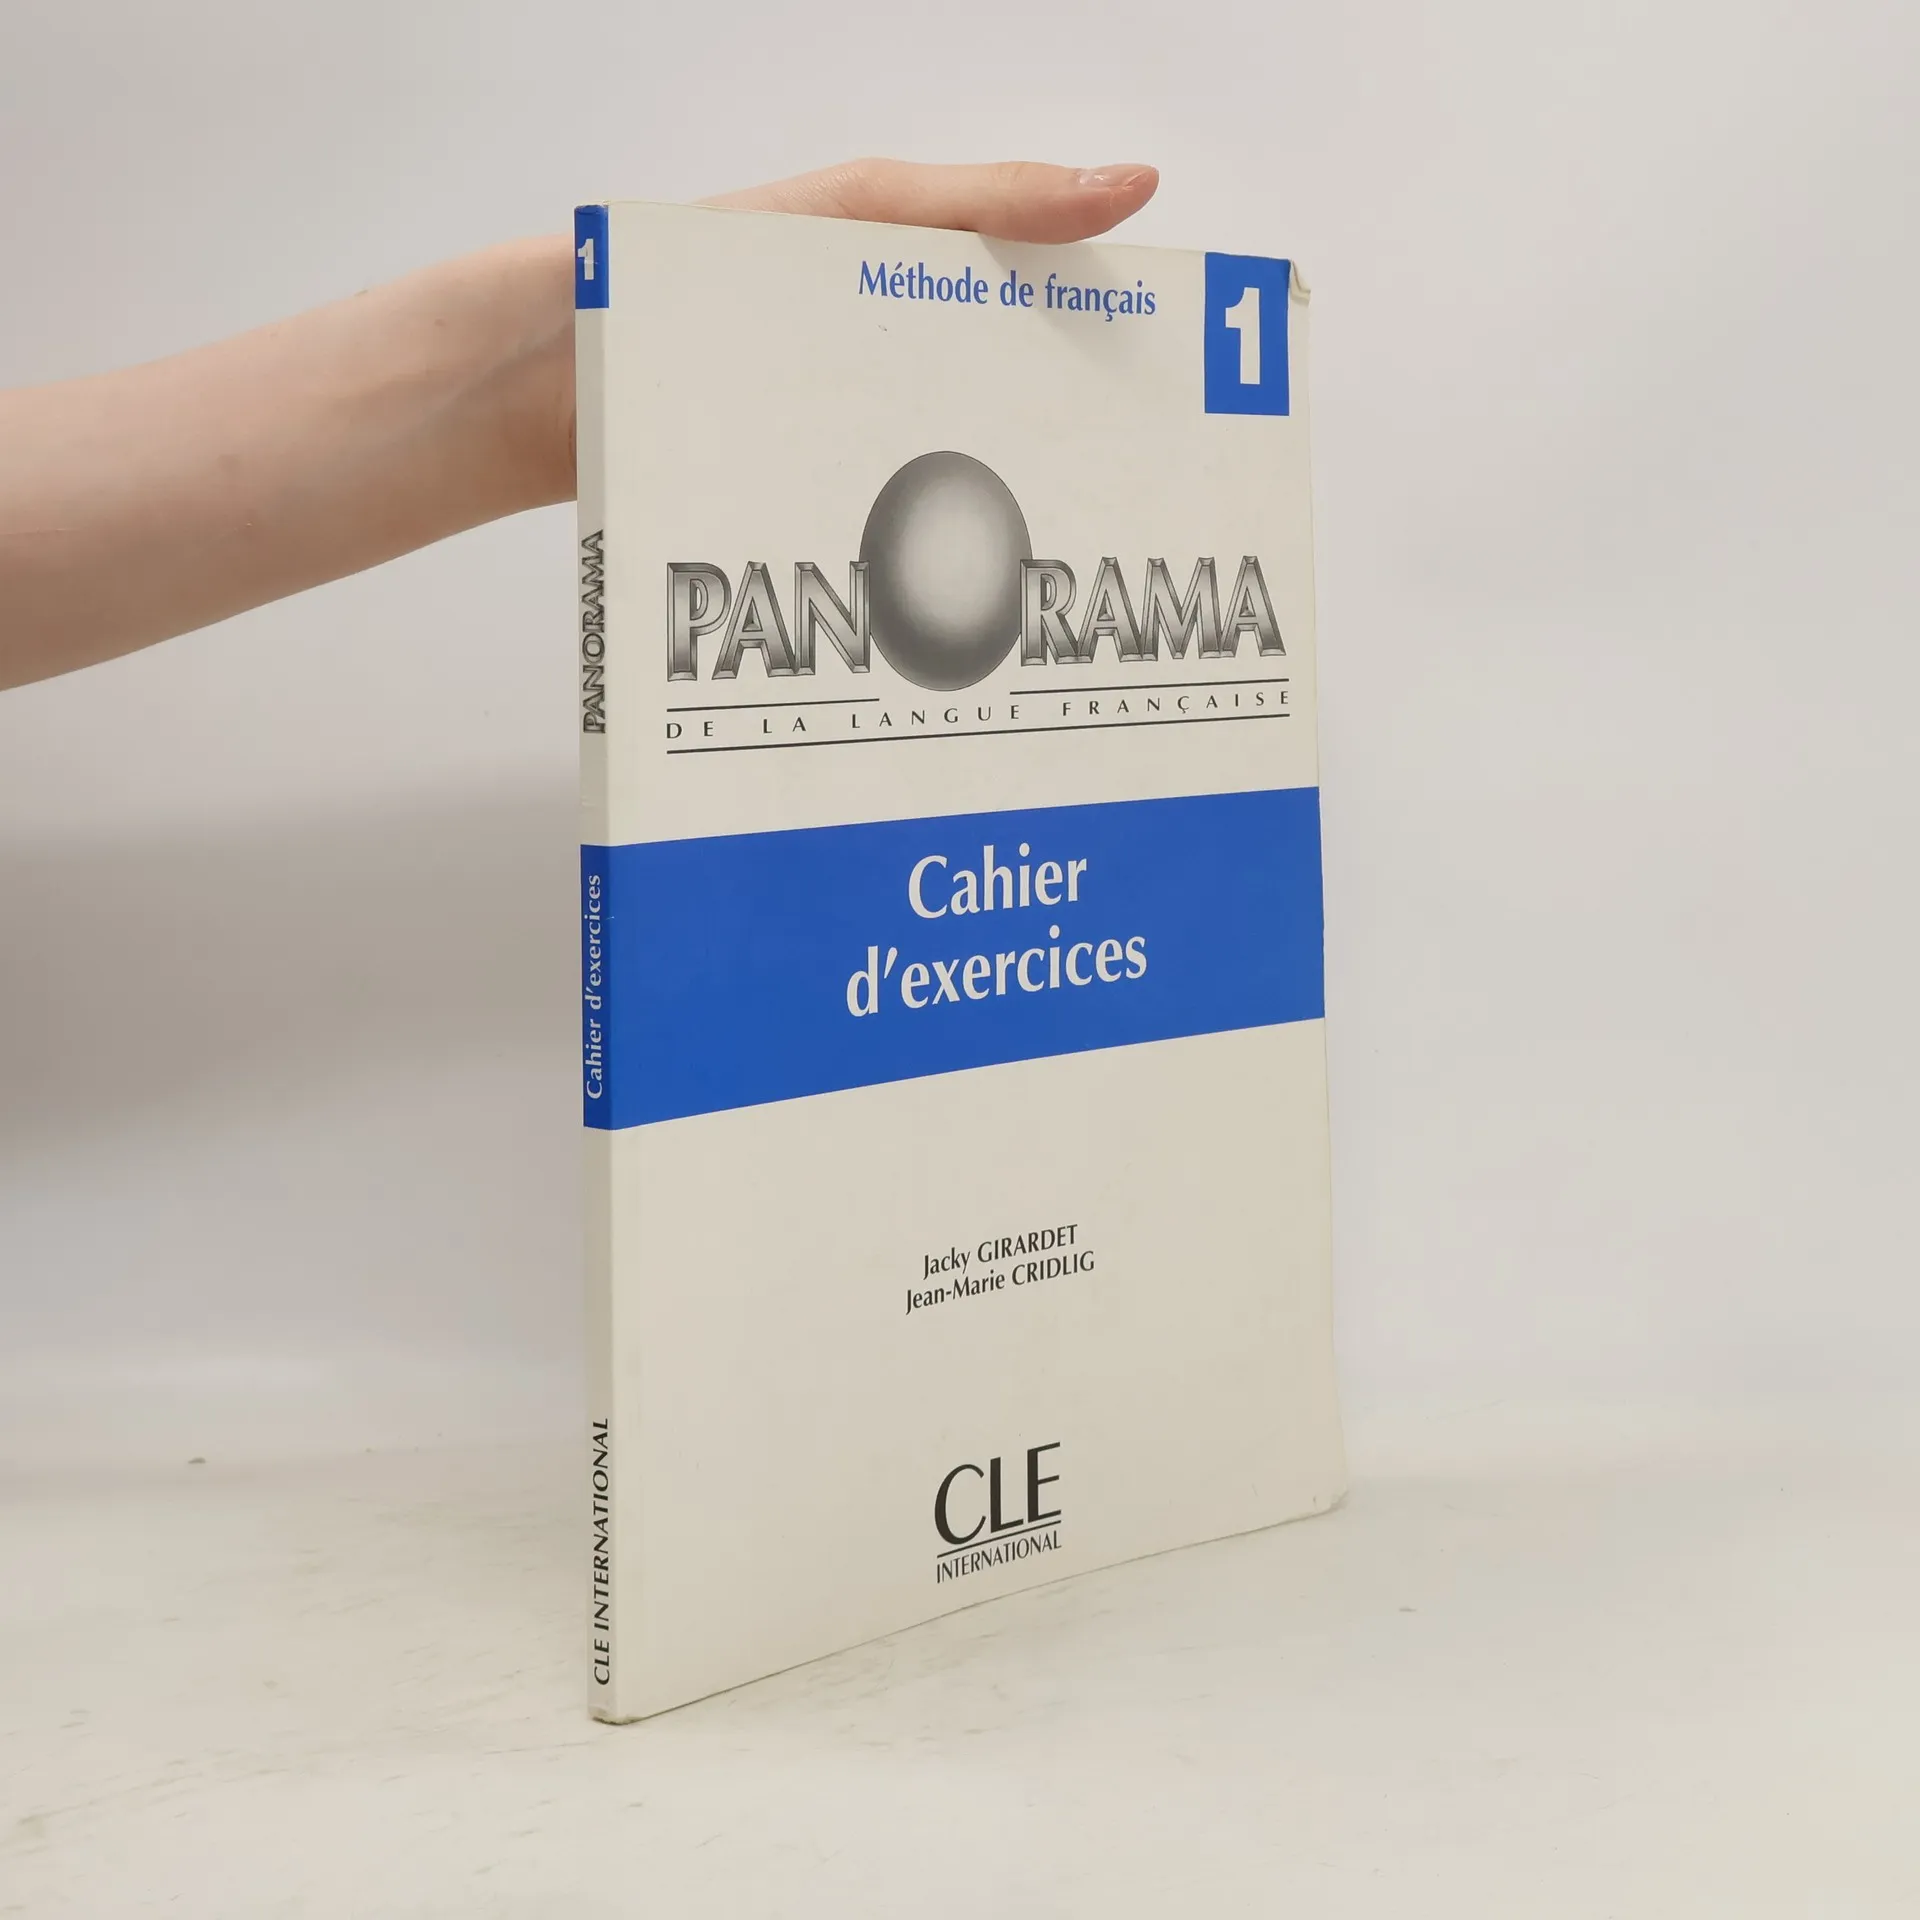 1
PANORAMA
Cahier d'exercices
CLE INTERNATIONAL
Méthode de français
1
PANORAMA
DE LA LANGUE FRANÇAISE
Cahier
d'exercices
Jacky GIRARDET
Jean-Marie CRIDLIG
CLE
INTERNATIONAL